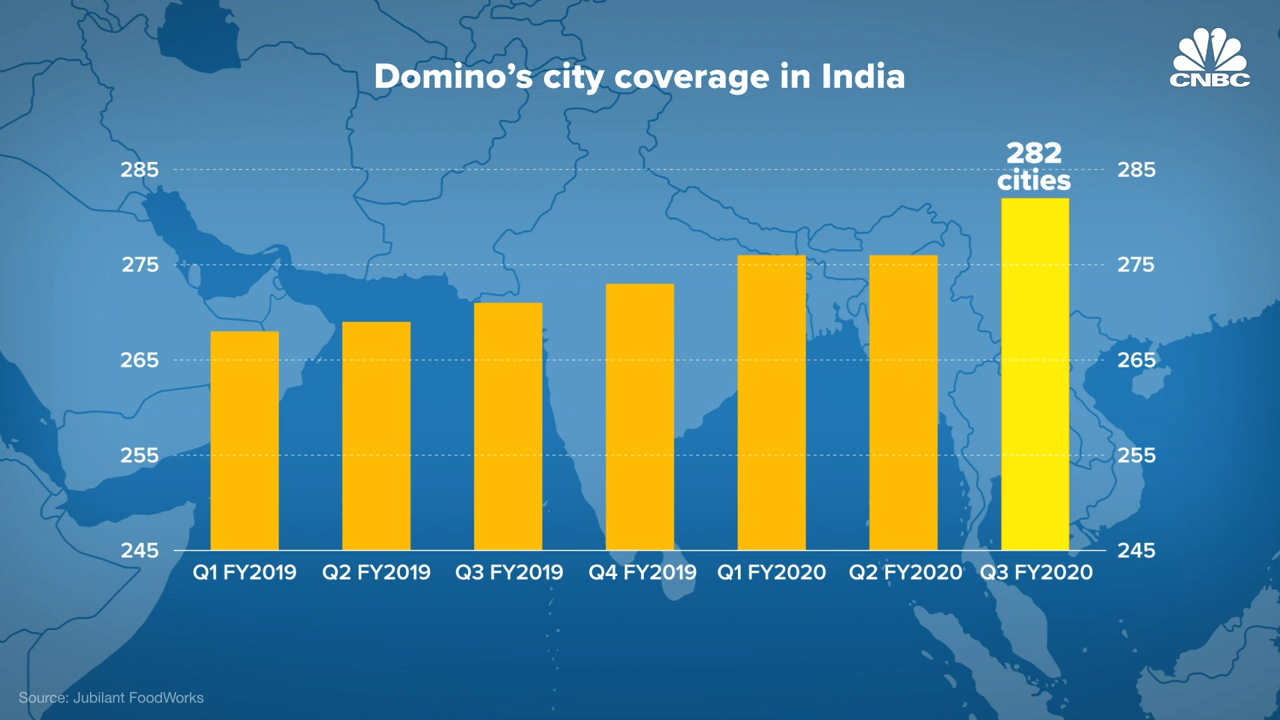 Domino’s city coverage in India
CNBC
282
cities
285
285
275
275
265
265
255
255
245
245
Q1 FY2019
Q2 FY2019
Q3 FY2019
Q4 FY2019
Q1 FY2020
Q2 FY2020
Q3 FY2020
Source: Jubilant FoodWorks